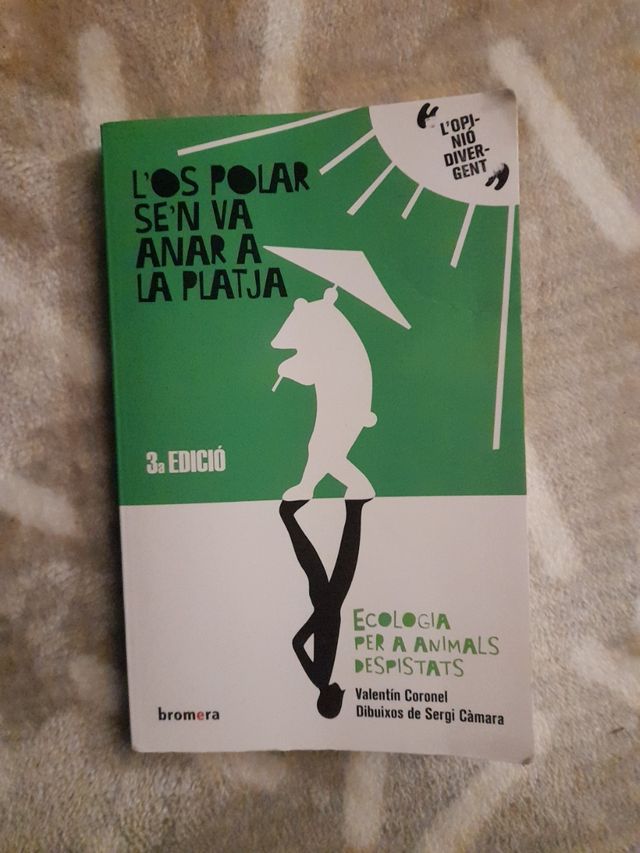 “L'OPI-
NIÓ
DIVER-
GENT”
L'OS POLAR
SE'N VA
ANAR A
LA PLATJA
3a EDICIÓ
ECOLOGIA
PER A ANIMALS
DESPISTATS
Valentín Coronel
Dibuixos de Sergi Càmara
bromera